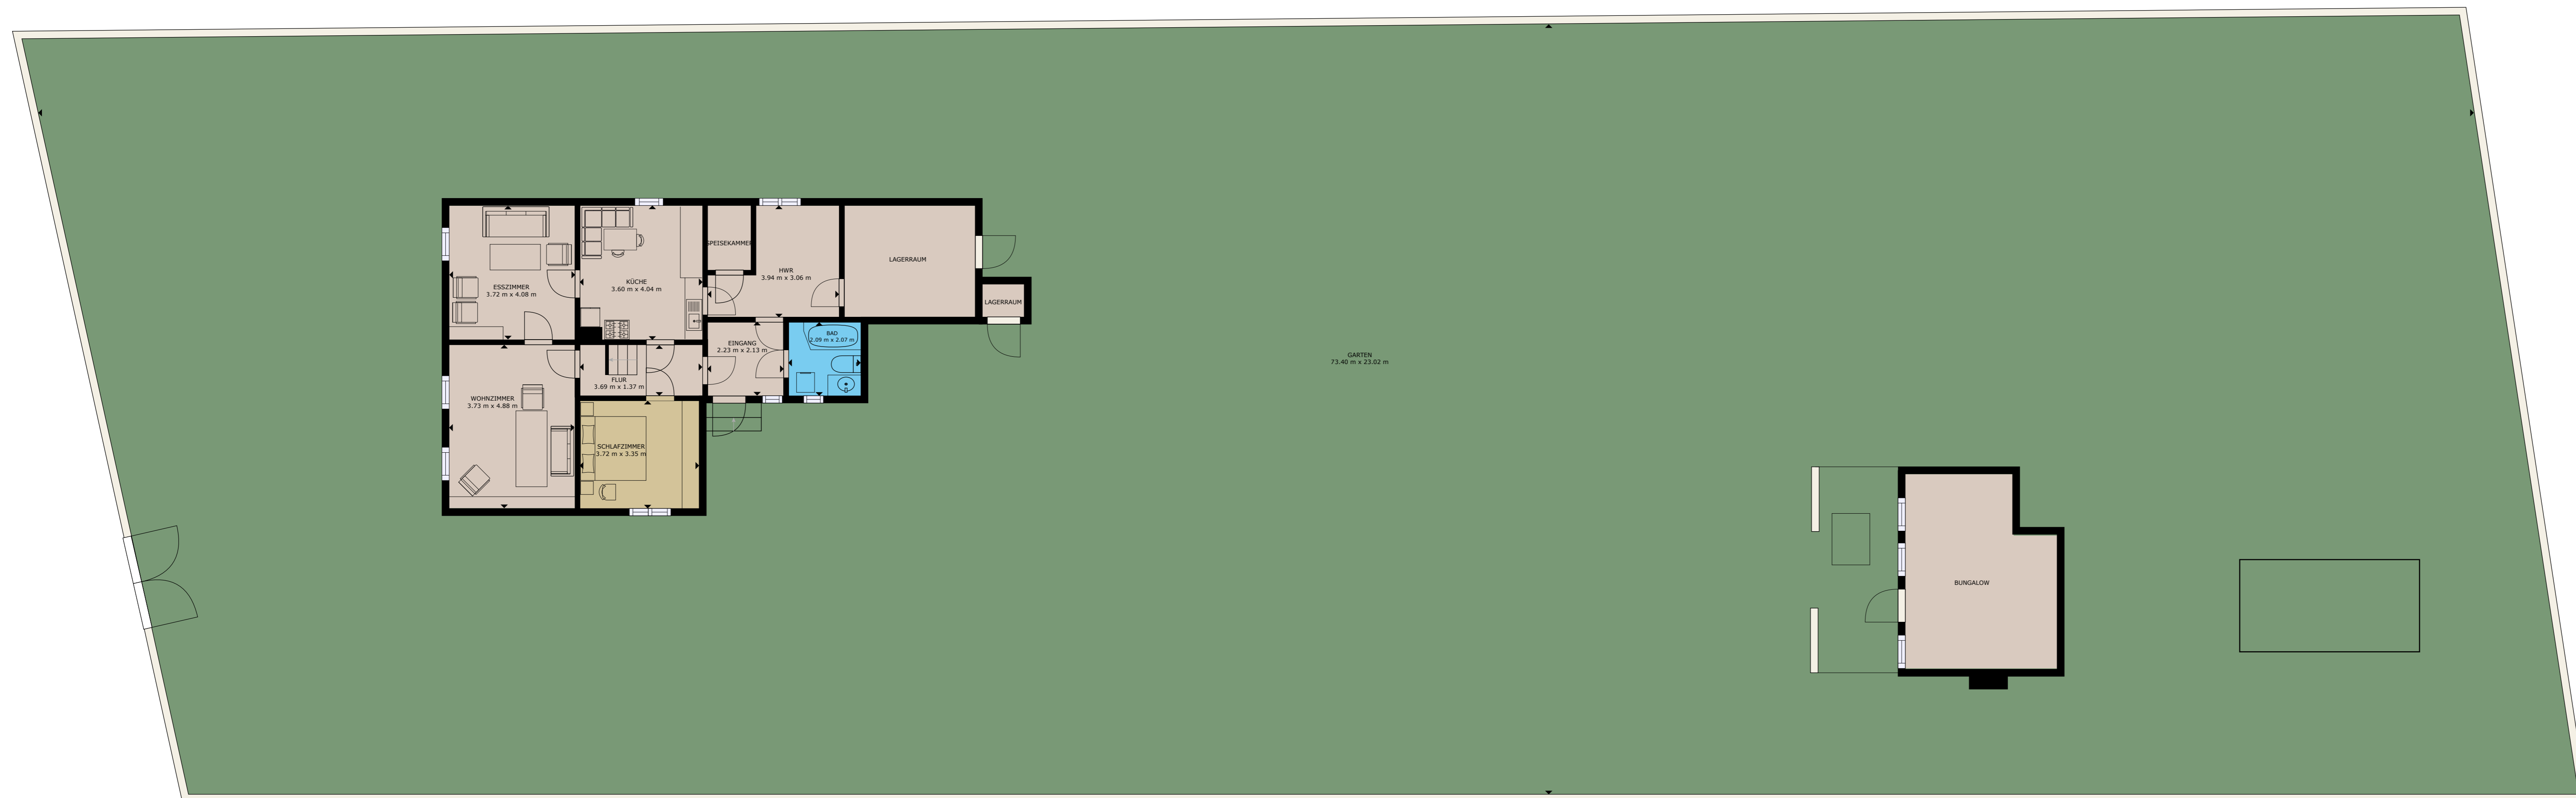 SPEISEKAMMER
LAGERRAUM
HWR
3.94 m x 3.06 m
KÜCHE
3.60 m x 4.04 m
ESSZIMMER
3.72 m x 4.08 m
LAGERRAUM
BAD
2.09 m x 2.07 m
EINGANG
2.23 m x 2.13 m
GARTEN
73.40 m x 23.02 m
FLUR
3.69 m x 1.37 m
WOHNZIMMER
3.73 m x 4.88 m
SCHLAFZIMMER
3.72 m x 3.35 m
BUNGALOW